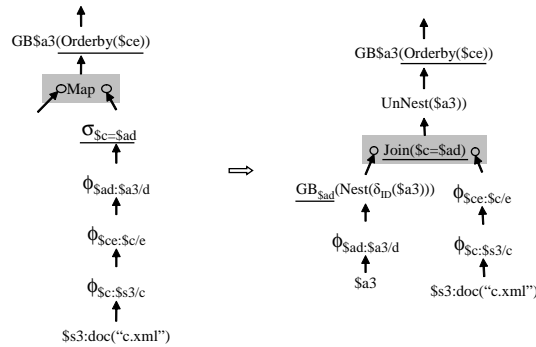 GB$a3(Orderby($ce))
Map
σ$c=$ad
ϕ$ad:$a3/d
ϕ$ce:$c/e
ϕ$c:$s3/c
$s3:doc(“c.xml”)
GB$a3(Orderby($ce))
UnNest($a3))
Join($c=$ad)
GB$ad(Nest(δID($a3)))
ϕ$ce:$c/e
ϕ$ad:$a3/d
ϕ$c:$s3/c
$a3
$s3:doc(“c.xml”)